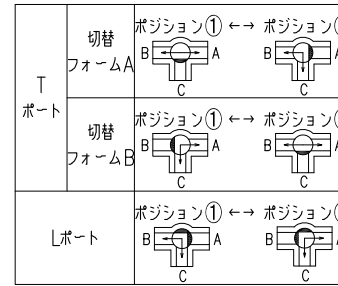 Tポート
切替フォームA
ポジション① ←→ ポジション
B A B A
C C
切替フォームB
ポジション① ←→ ポジション
B A B
C C
Lポート
ポジション① ←→ ポジション
B A B
C C